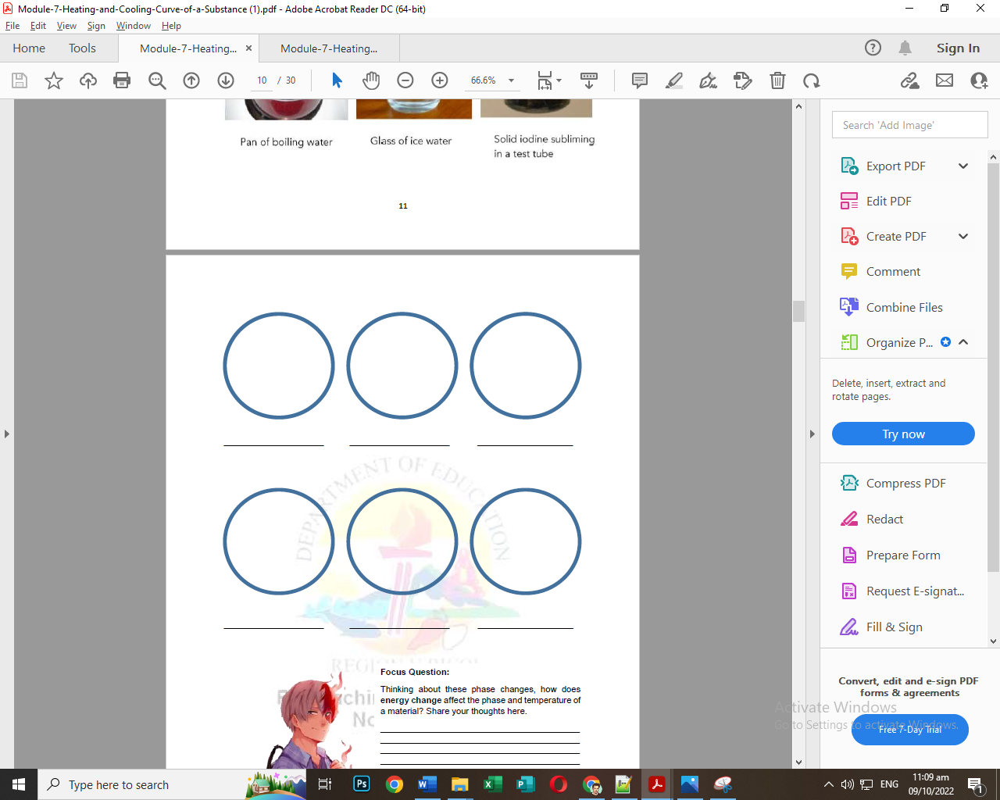 Module-7-Heating-and-Cooling-Curve-of-a-Substance (1).pdf - Adobe Acrobat Reader DC (64-bit)
File Edit View Sign Window Help
Home Tools Module-7-Heating... × Module-7-Heating... Sign In
10 / 30 66.6%
Pan of boiling water
Glass of ice water
Solid iodine subliming
in a test tube
11
DEPARTMENT OF EDUCATION
REGION V BICOL
Focus Question:
Thinking about these phase changes, how does
energy change affect the phase and temperature of
a material? Share your thoughts here.
Search 'Add Image'
Export PDF
Edit PDF
Create PDF
Comment
Combine Files
Organize P...
Delete, insert, extract and
rotate pages.
Try now
Compress PDF
Redact
Prepare Form
Request E-signat...
Fill & Sign
Convert, edit and e-sign PDF
forms & agreements
Activate Windows
Go to Settings to activate Windows.
Free 7-Day Trial
Type here to search
Ps
ENG
11:09 am
09/10/2022
1